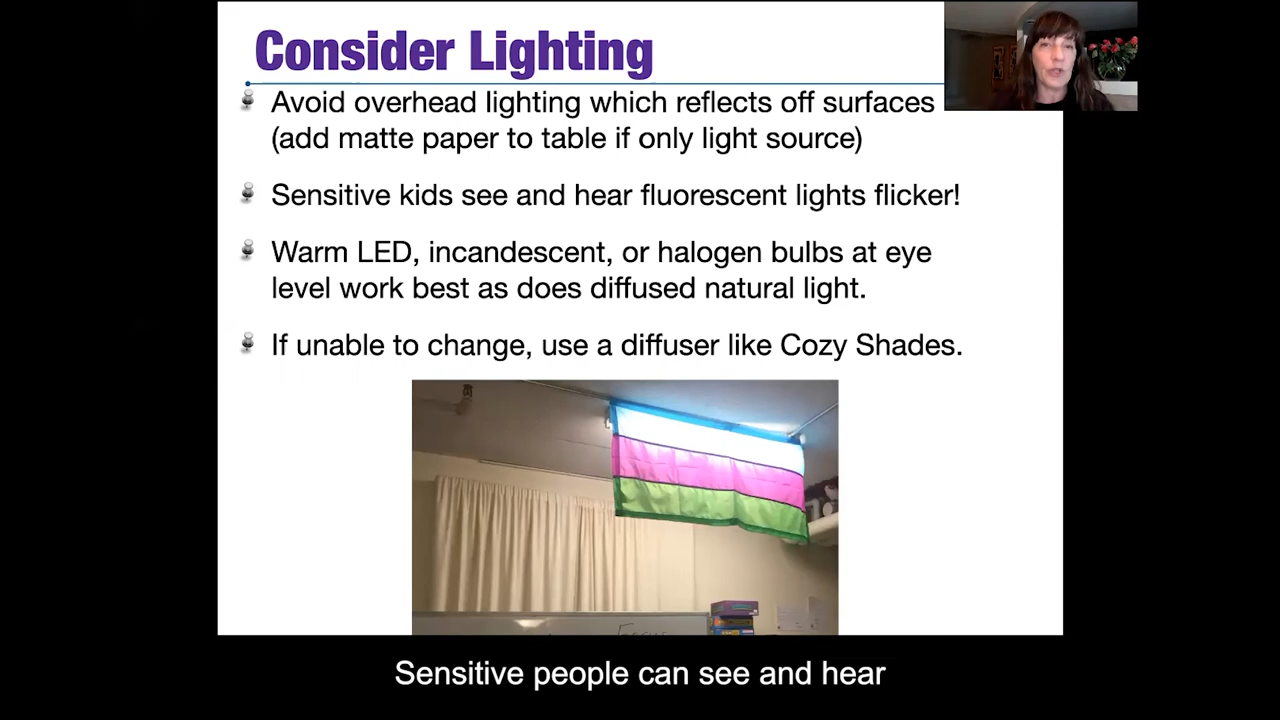 Consider Lighting
Avoid overhead lighting which reflects off surfaces
(add matte paper to table if only light source)
Sensitive kids see and hear fluorescent lights flicker!
Warm LED, incandescent, or halogen bulbs at eye
level work best as does diffused natural light.
If unable to change, use a diffuser like Cozy Shades.
Sensitive people can see and hear